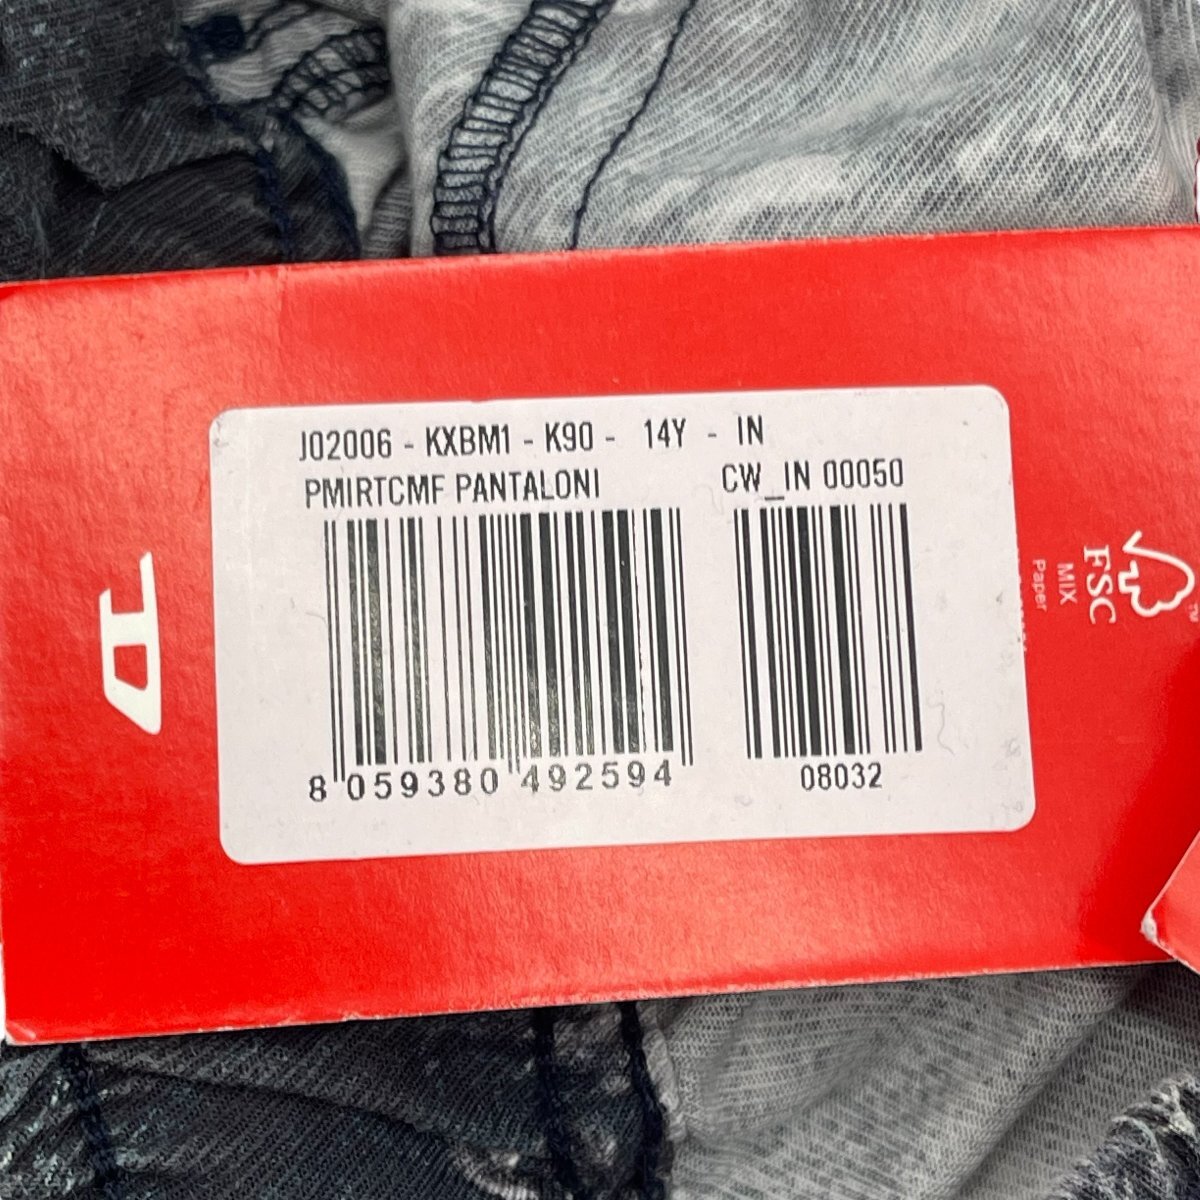 J02006 - KXBM1 - K90 - 14Y - IN
PMIRTCMF PANTALONI CW_IN 00050
8 059380 492594
08032
D
FSC
MIX
Paper